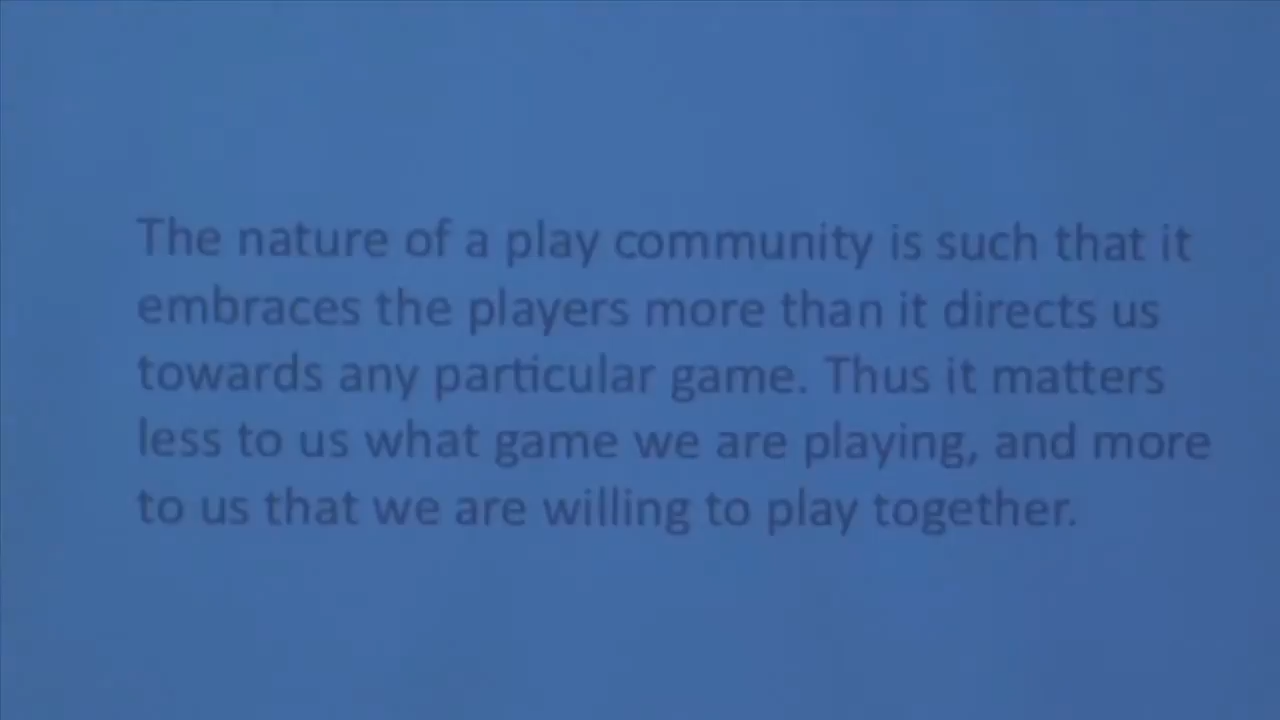 The nature of a play community is such that it
embraces the players more than it directs us
towards any particular game. Thus it matters
less to us what game we are playing, and more
to us that we are willing to play together.